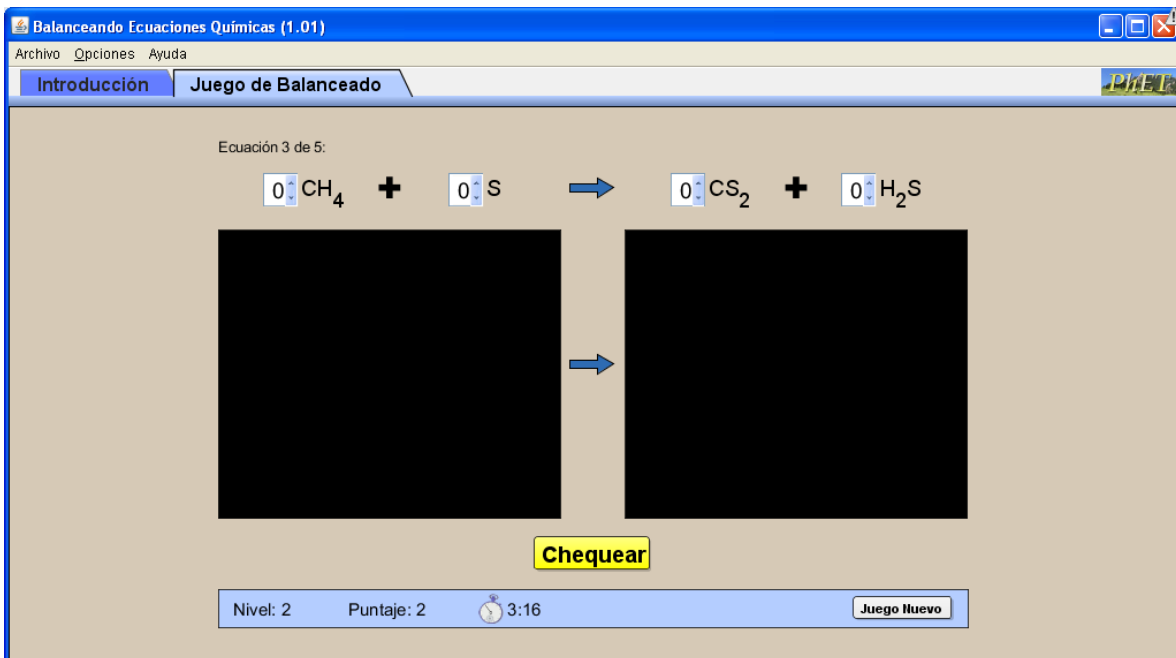 Balanceando Ecuaciones Químicas (1.01)
Archivo Opciones Ayuda
Introducción Juego de Balanceado PhET
Ecuación 3 de 5:
0 CH₄ + 0 S → 0 CS₂ + 0 H₂S
Chequear
Nivel: 2 Puntaje: 2 3:16 Juego Nuevo